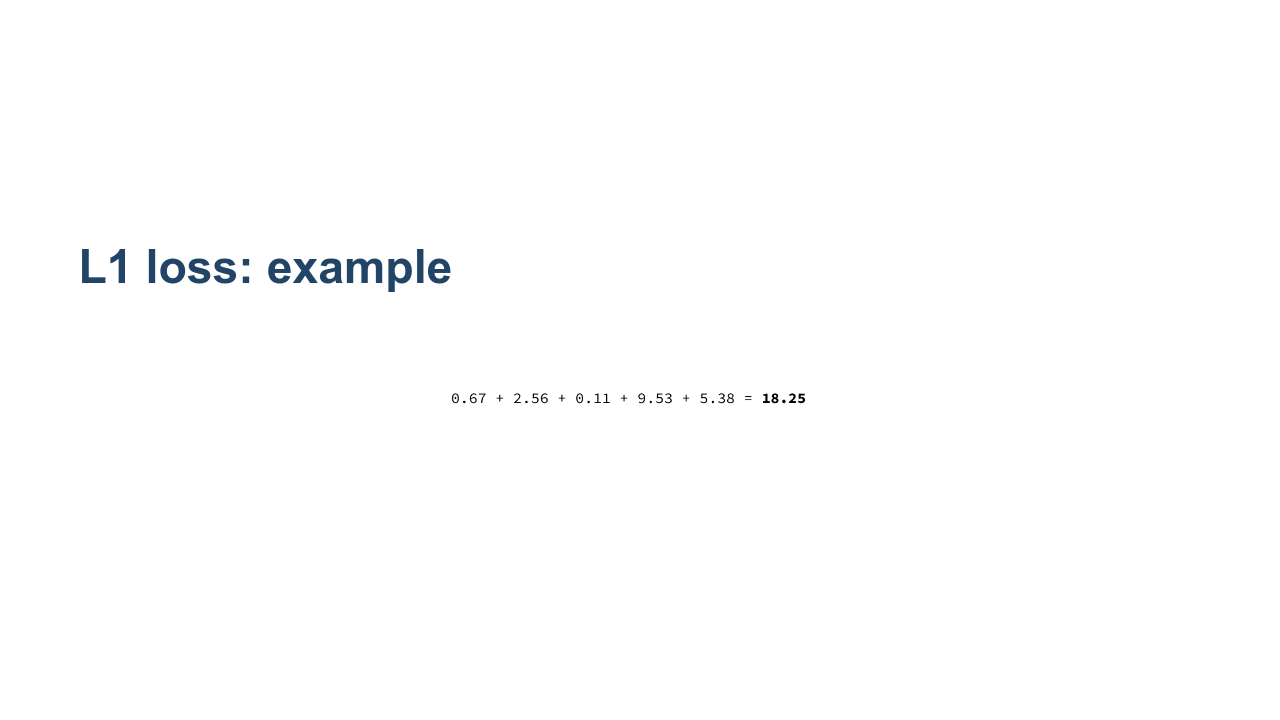 L1 loss: example
0.67 + 2.56 + 0.11 + 9.53 + 5.38 = 18.25